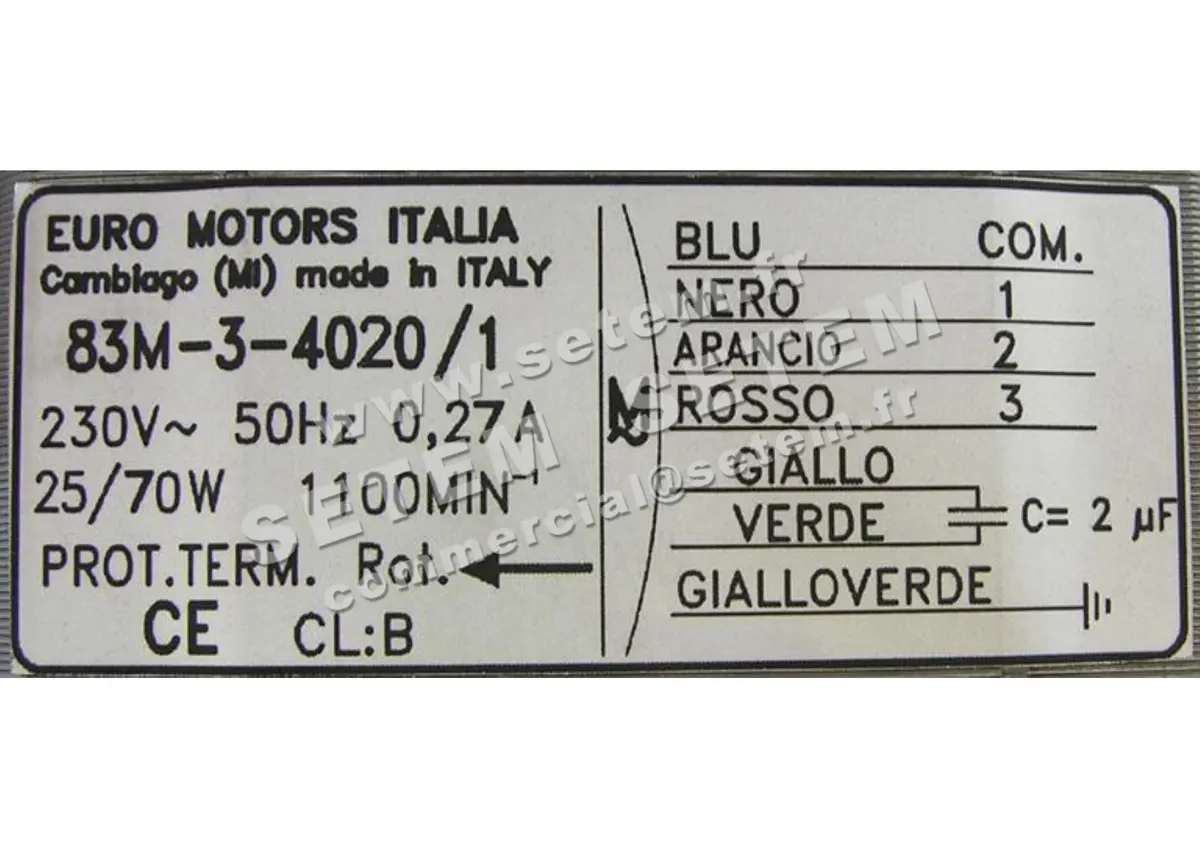 EURO MOTORS ITALIA
Cambiago (MI) made in ITALY
83M-3-4020/1
230V~ 50Hz 0,27A
25/70W 1100MIN-1
PROT.TERM. Rot.
CE CL:B
BLU COM.
NERO 1
ARANCIO 2
ROSSO 3
GIALLO
VERDE C= 2 µF
GIALLOVERDE
www.setem.fr
SETEM SETEM
commercial@setem.fr